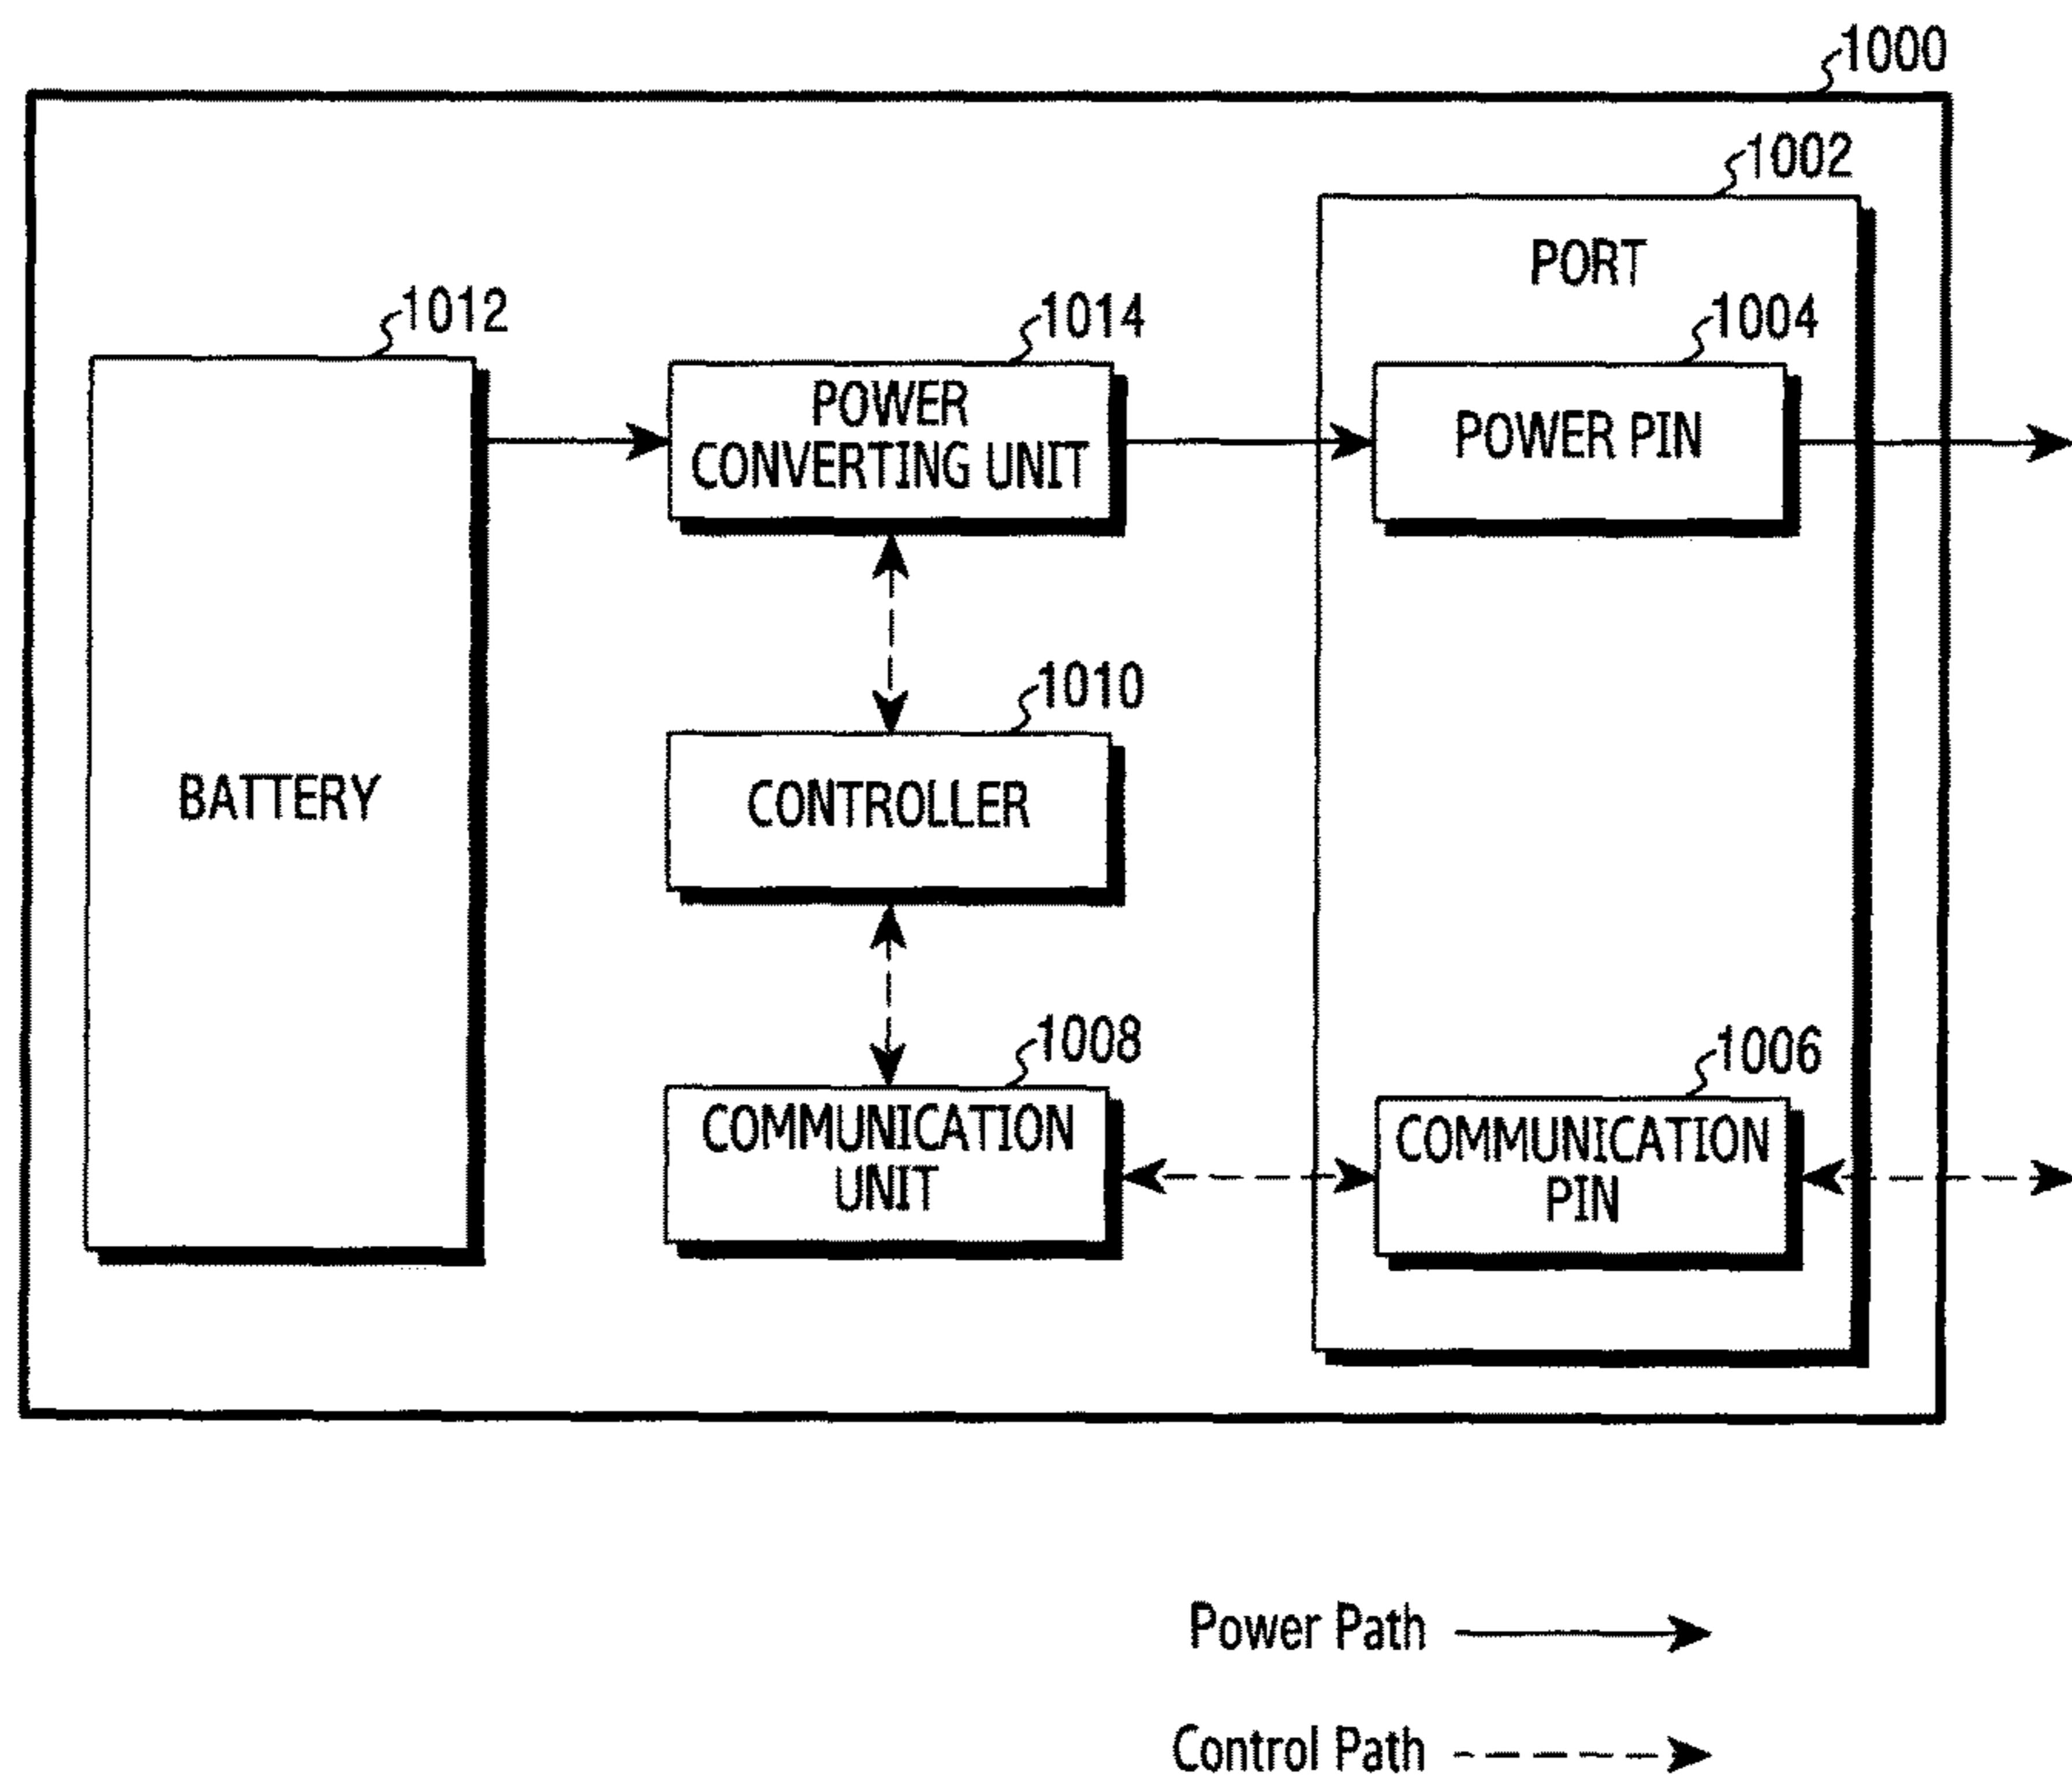 1000
1002
PORT
1012
1014
1004
POWER
CONVERTING UNIT
POWER PIN
1010
BATTERY
CONTROLLER
1008
1006
COMMUNICATION
UNIT
COMMUNICATION
PIN
Power Path
Control Path